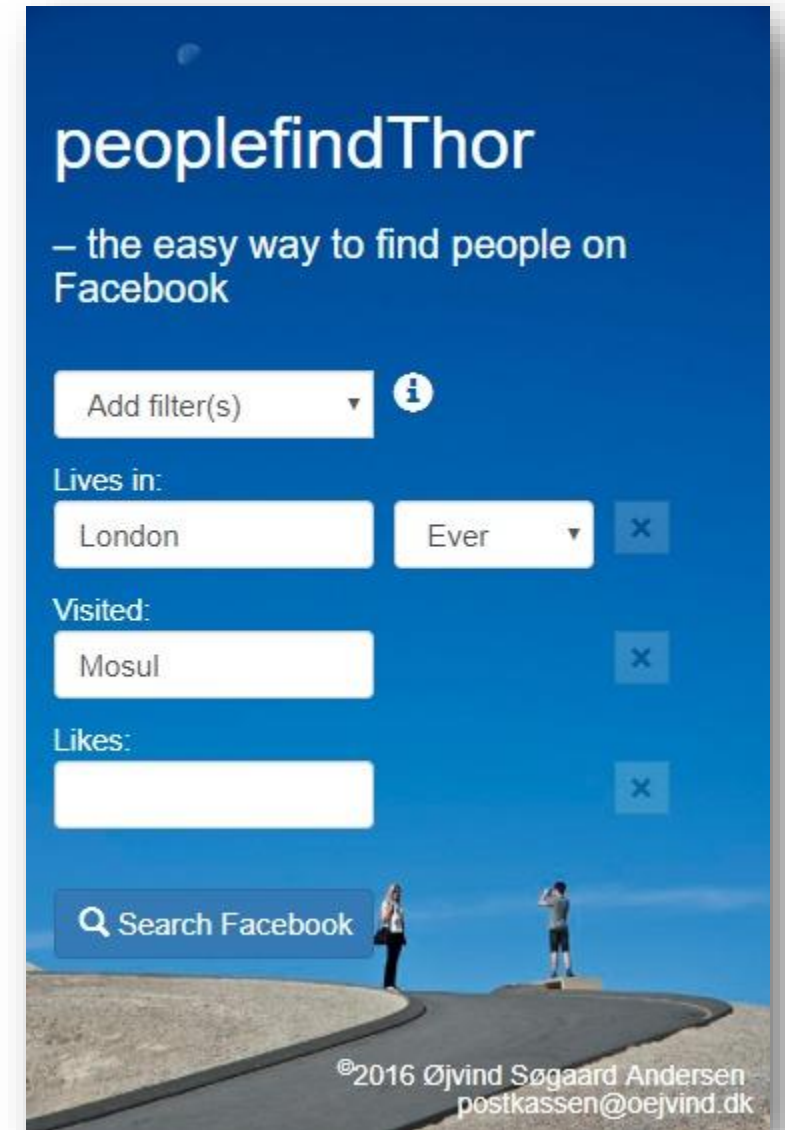 peoplefindThor
– the easy way to find people on
Facebook
Add filter(s)
Lives in:
London Ever
Visited:
Mosul
Likes:
Search Facebook
©2016 Øjvind Søgaard Andersen
postkassen@oejvind.dk